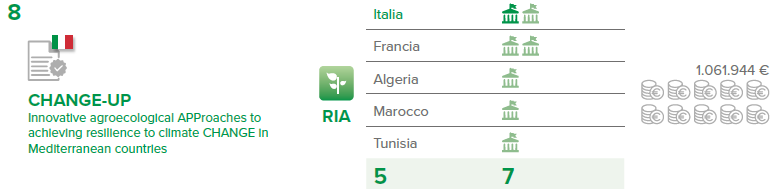 8
CHANGE-UP
Innovative agroecological APProaches to
achieving resilience to climate CHANGE in
Mediterranean countries
RIA
Italia
Francia
Algeria
Marocco
Tunisia
5 7
1.061.944 €